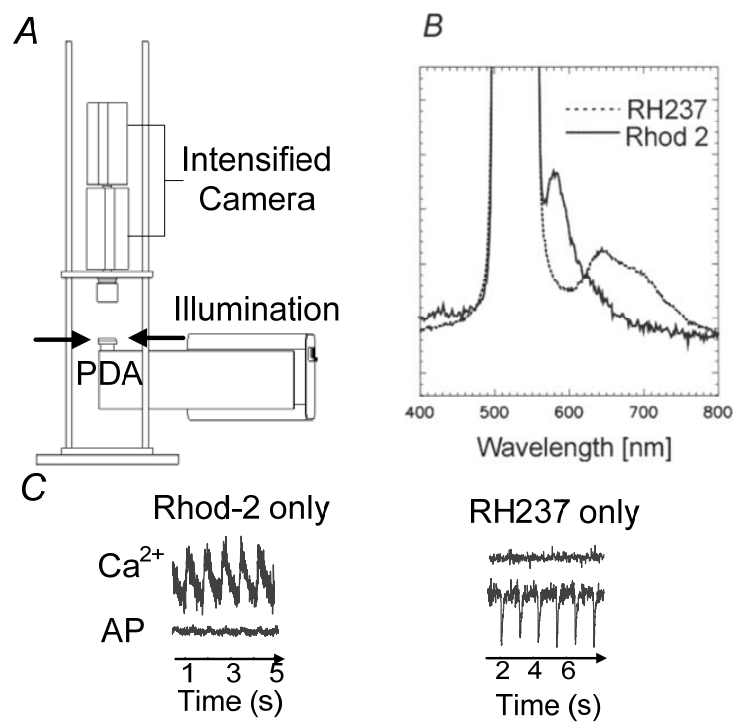 A
Intensified
Camera
Illumination
PDA
B
RH237
Rhod 2
400 500 600 700 800
Wavelength [nm]
C
Rhod-2 only
RH237 only
Ca2+
AP
1 3 5
Time (s)
2 4 6
Time (s)